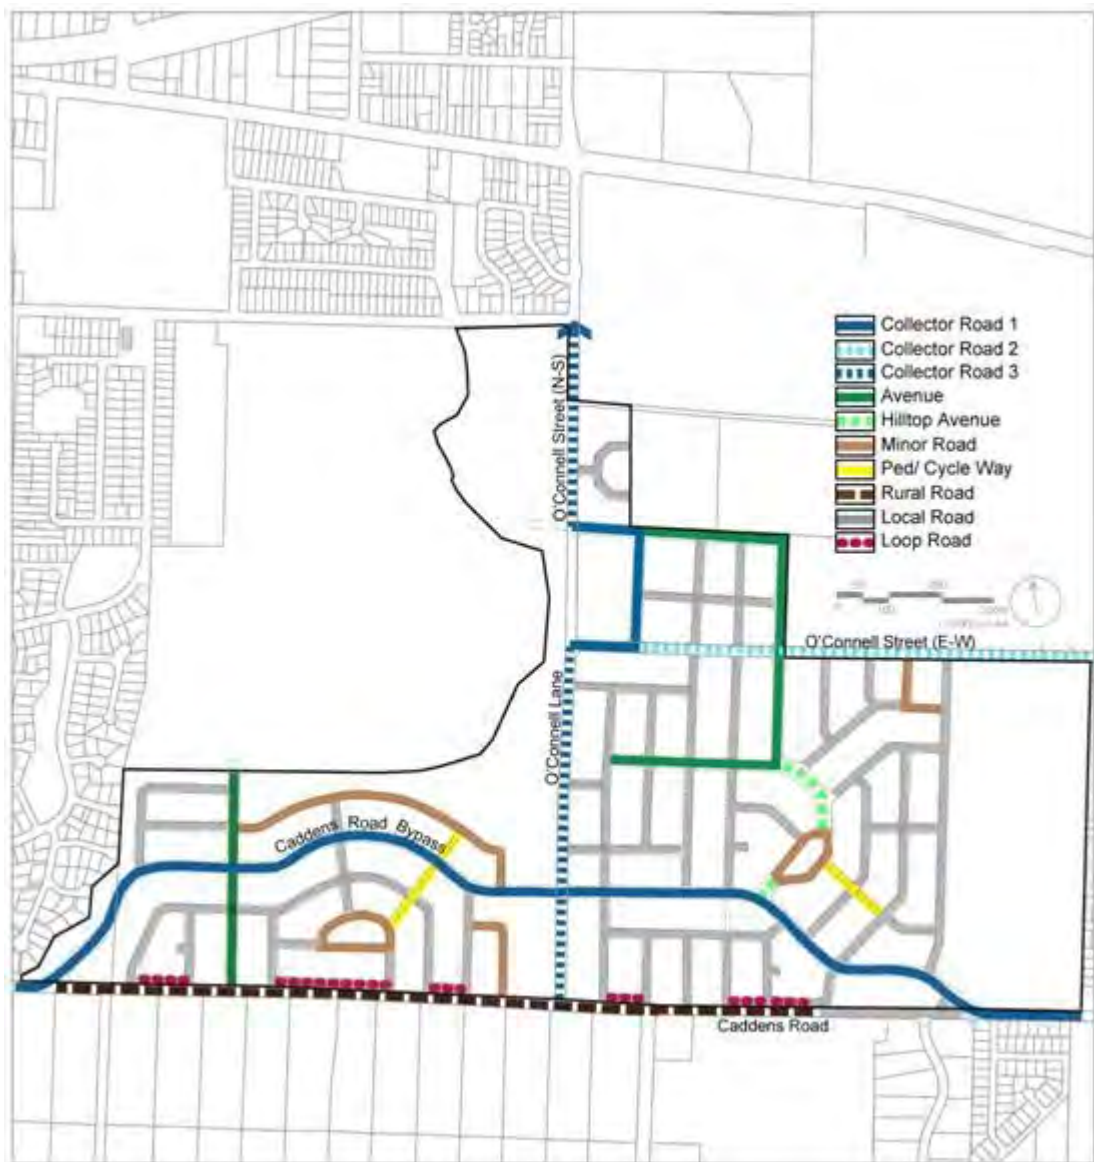 Collector Road 1
Collector Road 2
Collector Road 3
Avenue
Hilltop Avenue
Minor Road
Ped/ Cycle Way
Rural Road
Local Road
Loop Road
O'Connell Street (N-S)
O'Connell Street (E-W)
O'Connell Lane
Caddens Road Bypass
Caddens Road